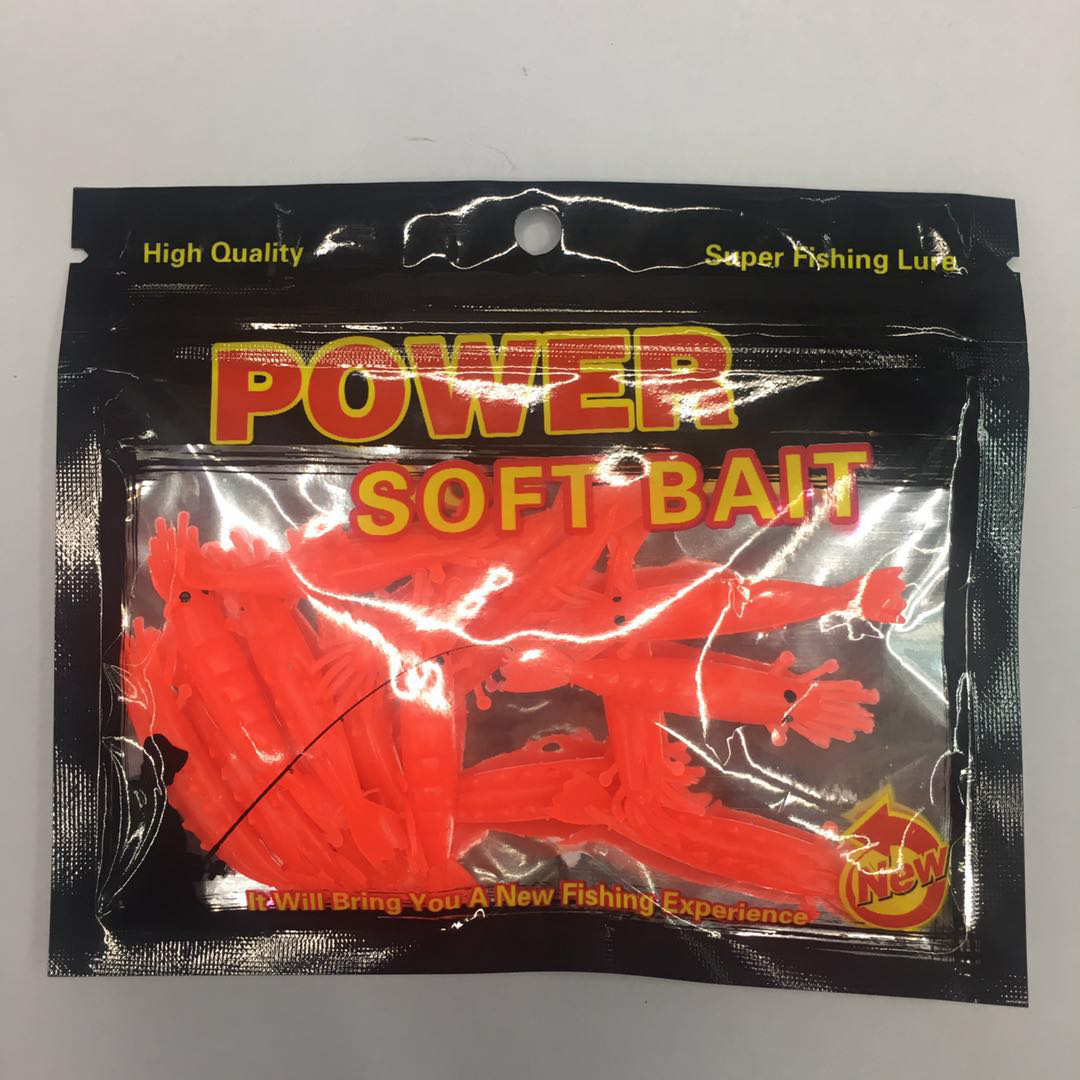 High Quality
Super Fishing Lure
POWER
SOFT BAIT
New
It Will Bring You A New Fishing Experience